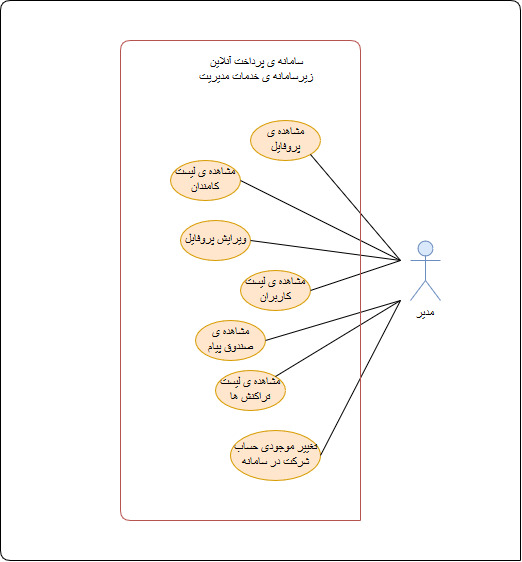 سامانه ی پرداخت آنلاین
زیرسامانه ی خدمات مدیریت
مشاهده ی
پروفایل
مشاهده ی لیست
کامندان
ویرایش پروفایل
مشاهده ی لیست
کاربران
مشاهده ی
صندوق پیام
مشاهده ی لیست
تراکنش ها
تغییر موجودی حساب
شرکت در سامانه
مدیر